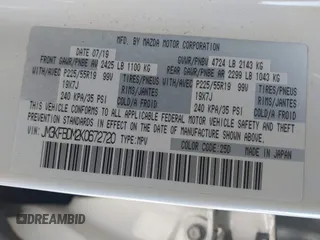 MFD. BY MAZDA MOTOR CORPORATION
DATE 07/19 GVWR/PNBV 4724 LB 2143 KG
FRONT GAWR/PNBE AV 2425 LB 1100 KG REAR GAWR/PNBE AR 2299 LB 1043 KG
WITH/AVEC P225/55R19 99V TIRES/PNEUS WITH/AVEC P225/55R19 99V TIRES/PNEUS
19X7J RIMS/JANTES 19X7J RIMS/JANTES
240 KPA/35 PSI COLD/A FROID 240 KPA/35 PSI COLD/A FROID
THIS VEHICLE CONFORMS TO ALL APPLICABLE FEDERAL MOTOR VEHICLE SAFETY, BUMPER, AND
THEFT PREVENTION STANDARDS IN EFFECT ON THE DATE OF MANUFACTURE SHOWN ABOVE.
JM3KFBDM2K0672720
TYPE:MPV
COLOR CODE:25D MADE IN JAPAN
IDREAMBID